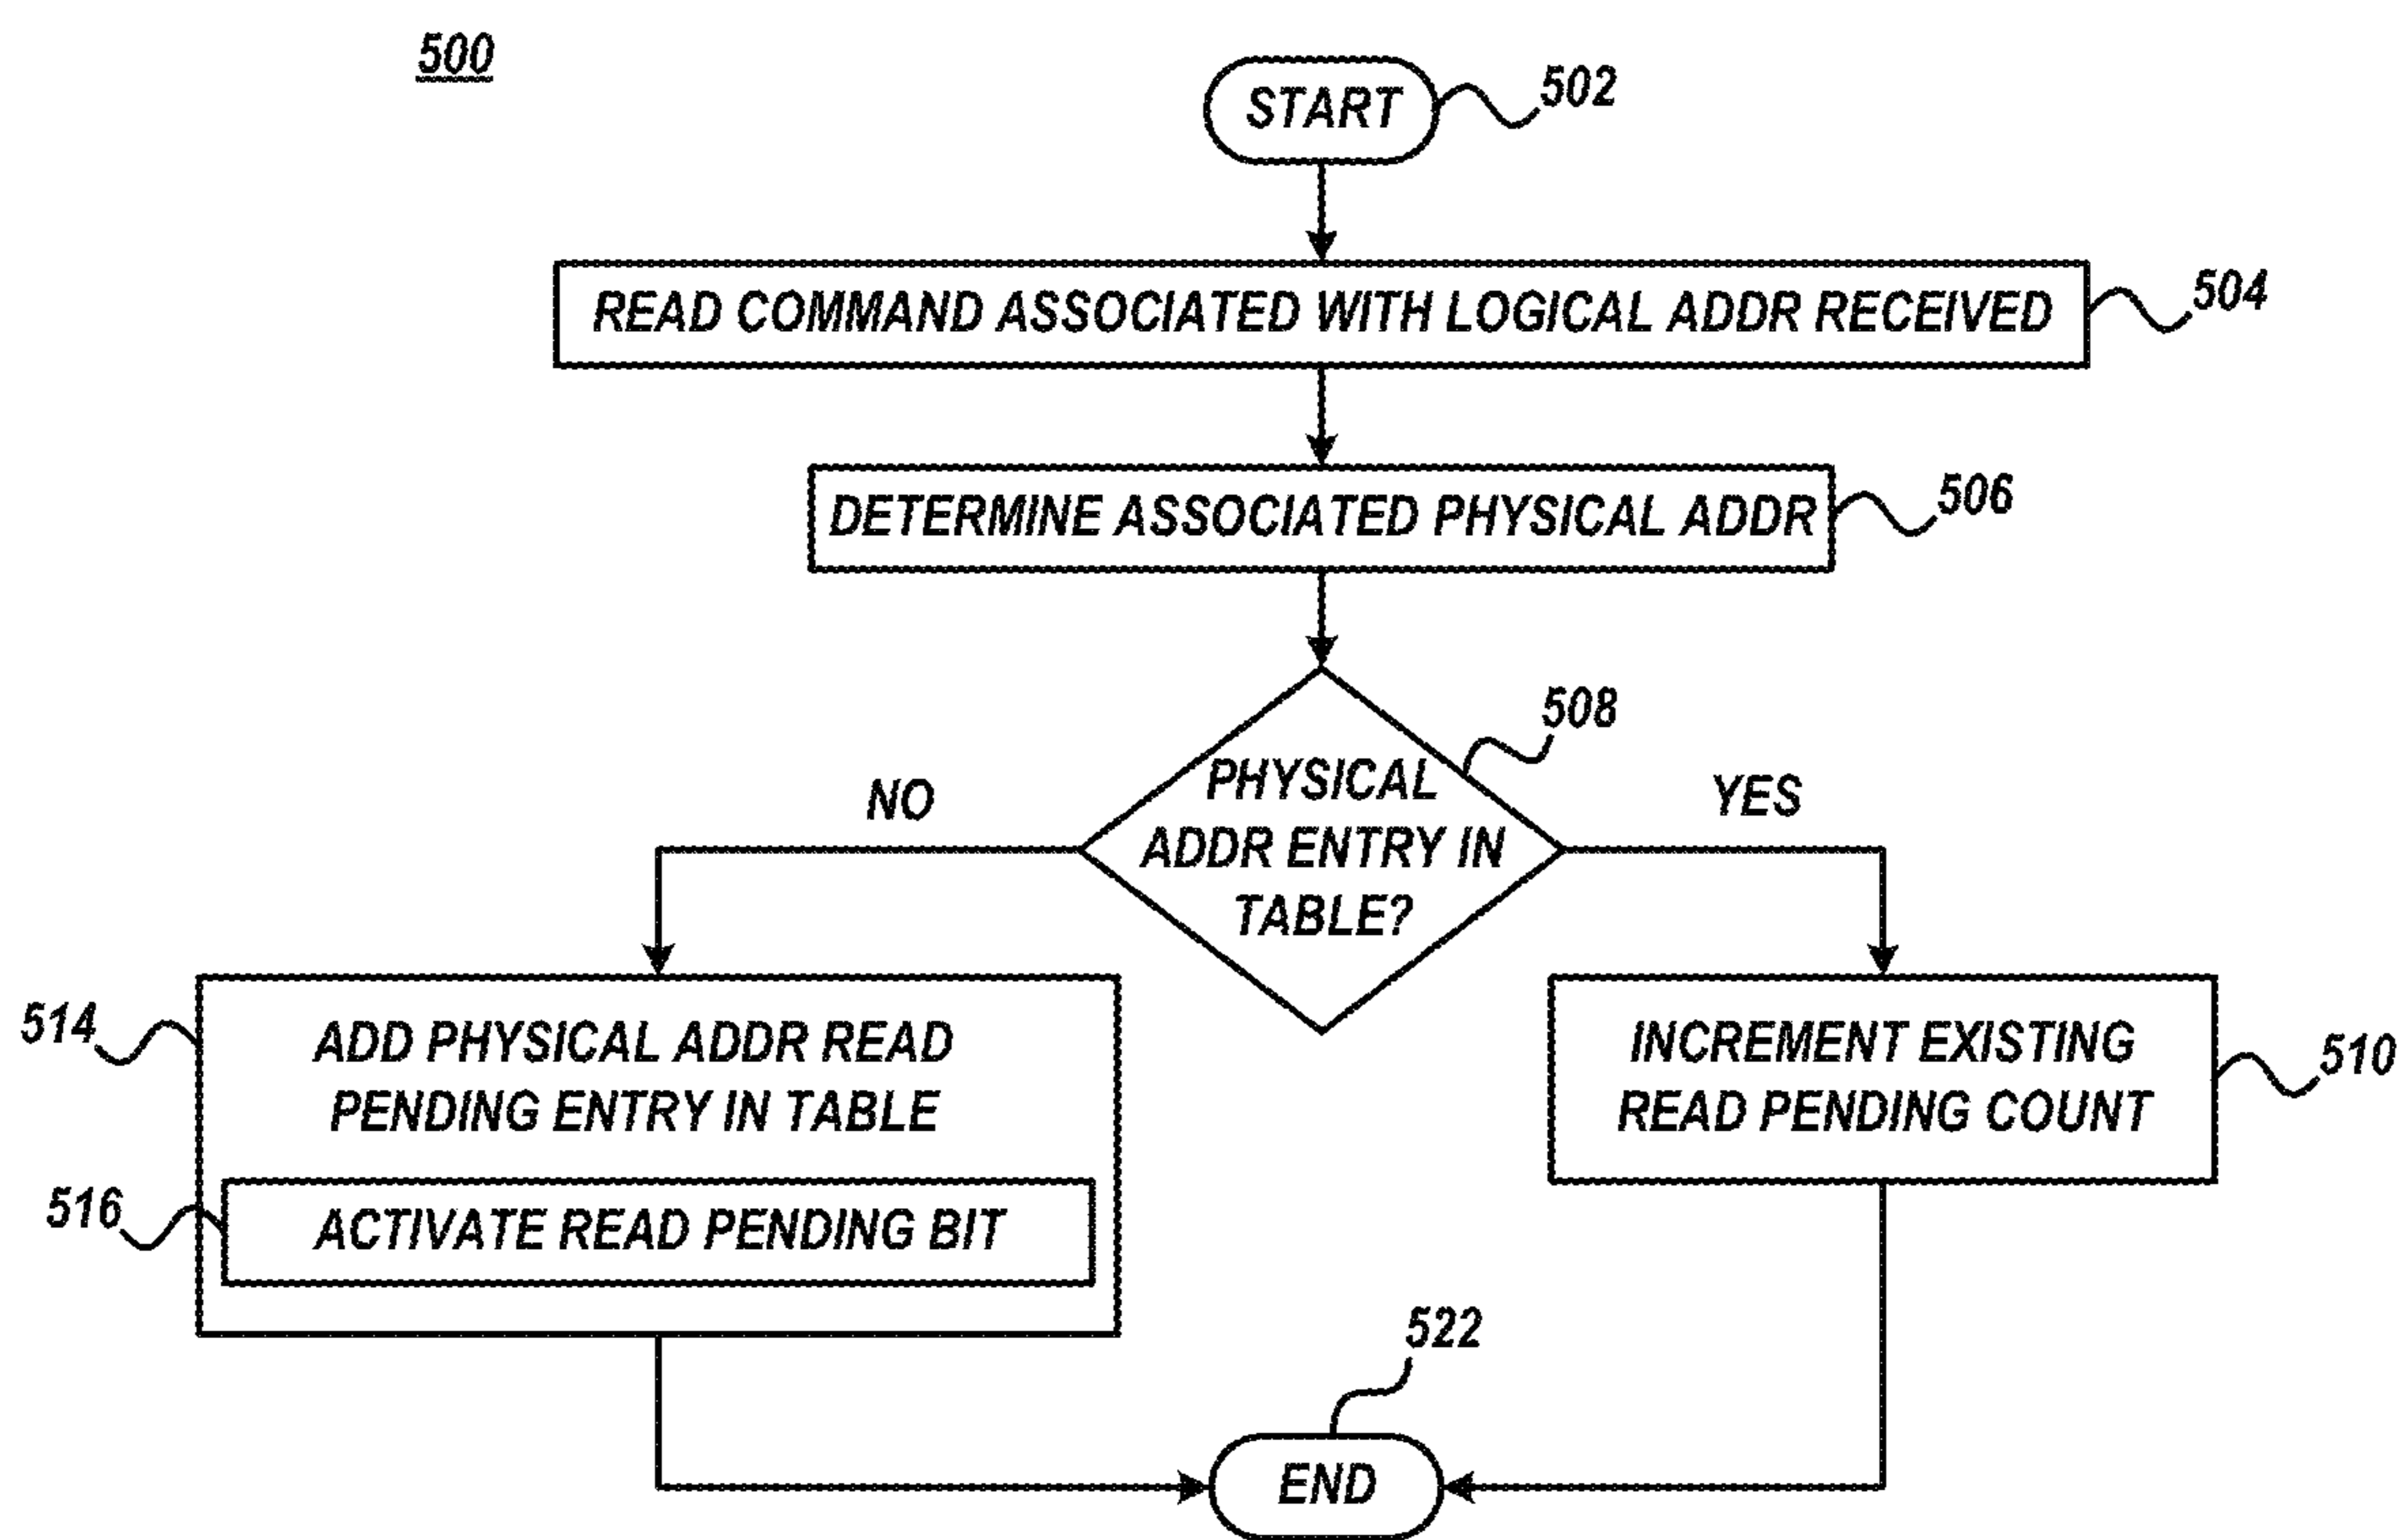 500
START
502
READ COMMAND ASSOCIATED WITH LOGICAL ADDR RECEIVED
504
DETERMINE ASSOCIATED PHYSICAL ADDR
506
PHYSICAL
ADDR ENTRY IN
TABLE?
508
NO
YES
514
ADD PHYSICAL ADDR READ
PENDING ENTRY IN TABLE
516
ACTIVATE READ PENDING BIT
INCREMENT EXISTING
READ PENDING COUNT
510
522
END